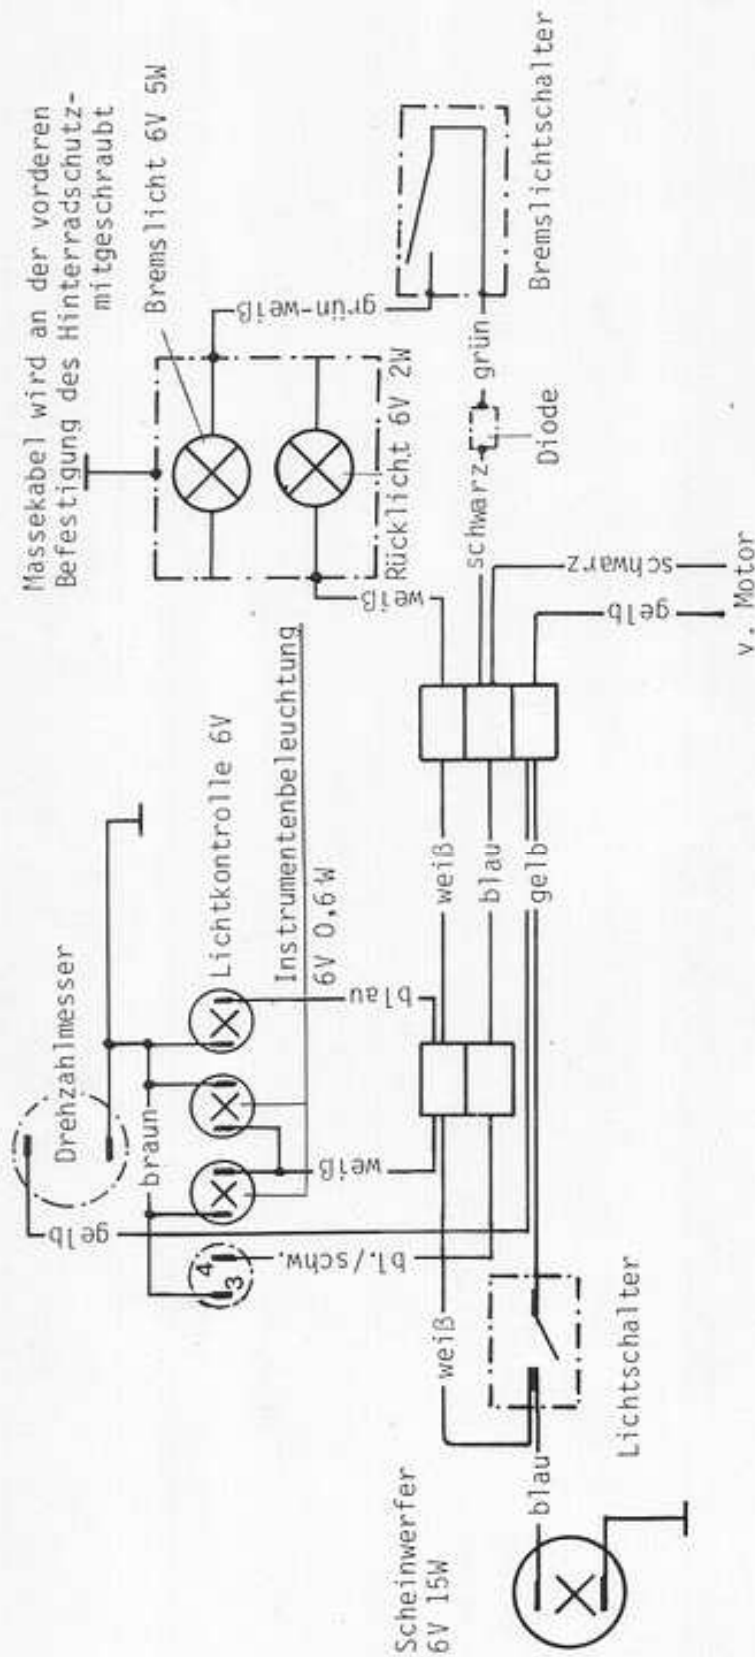 Massekabel wird an der vorderen
Befestigung des Hinterradschutz-
mitgeschraubt
Bremslicht 6V 5W
grün-weiß
Bremslichtschalter
Rücklicht 6V 2W
grün
Diode
schwarz
weiß
schwarz
gelb
v. Motor
Drehzahlmesser
Lichtkontrolle 6V
Instrumentenbeleuchtung
6V 0,6W
braun
gelb
blau
weiß
bl./schw.
4
3
weiß
blau
gelb
weiß
Lichtschalter
blau
Scheinwerfer
6V 15W